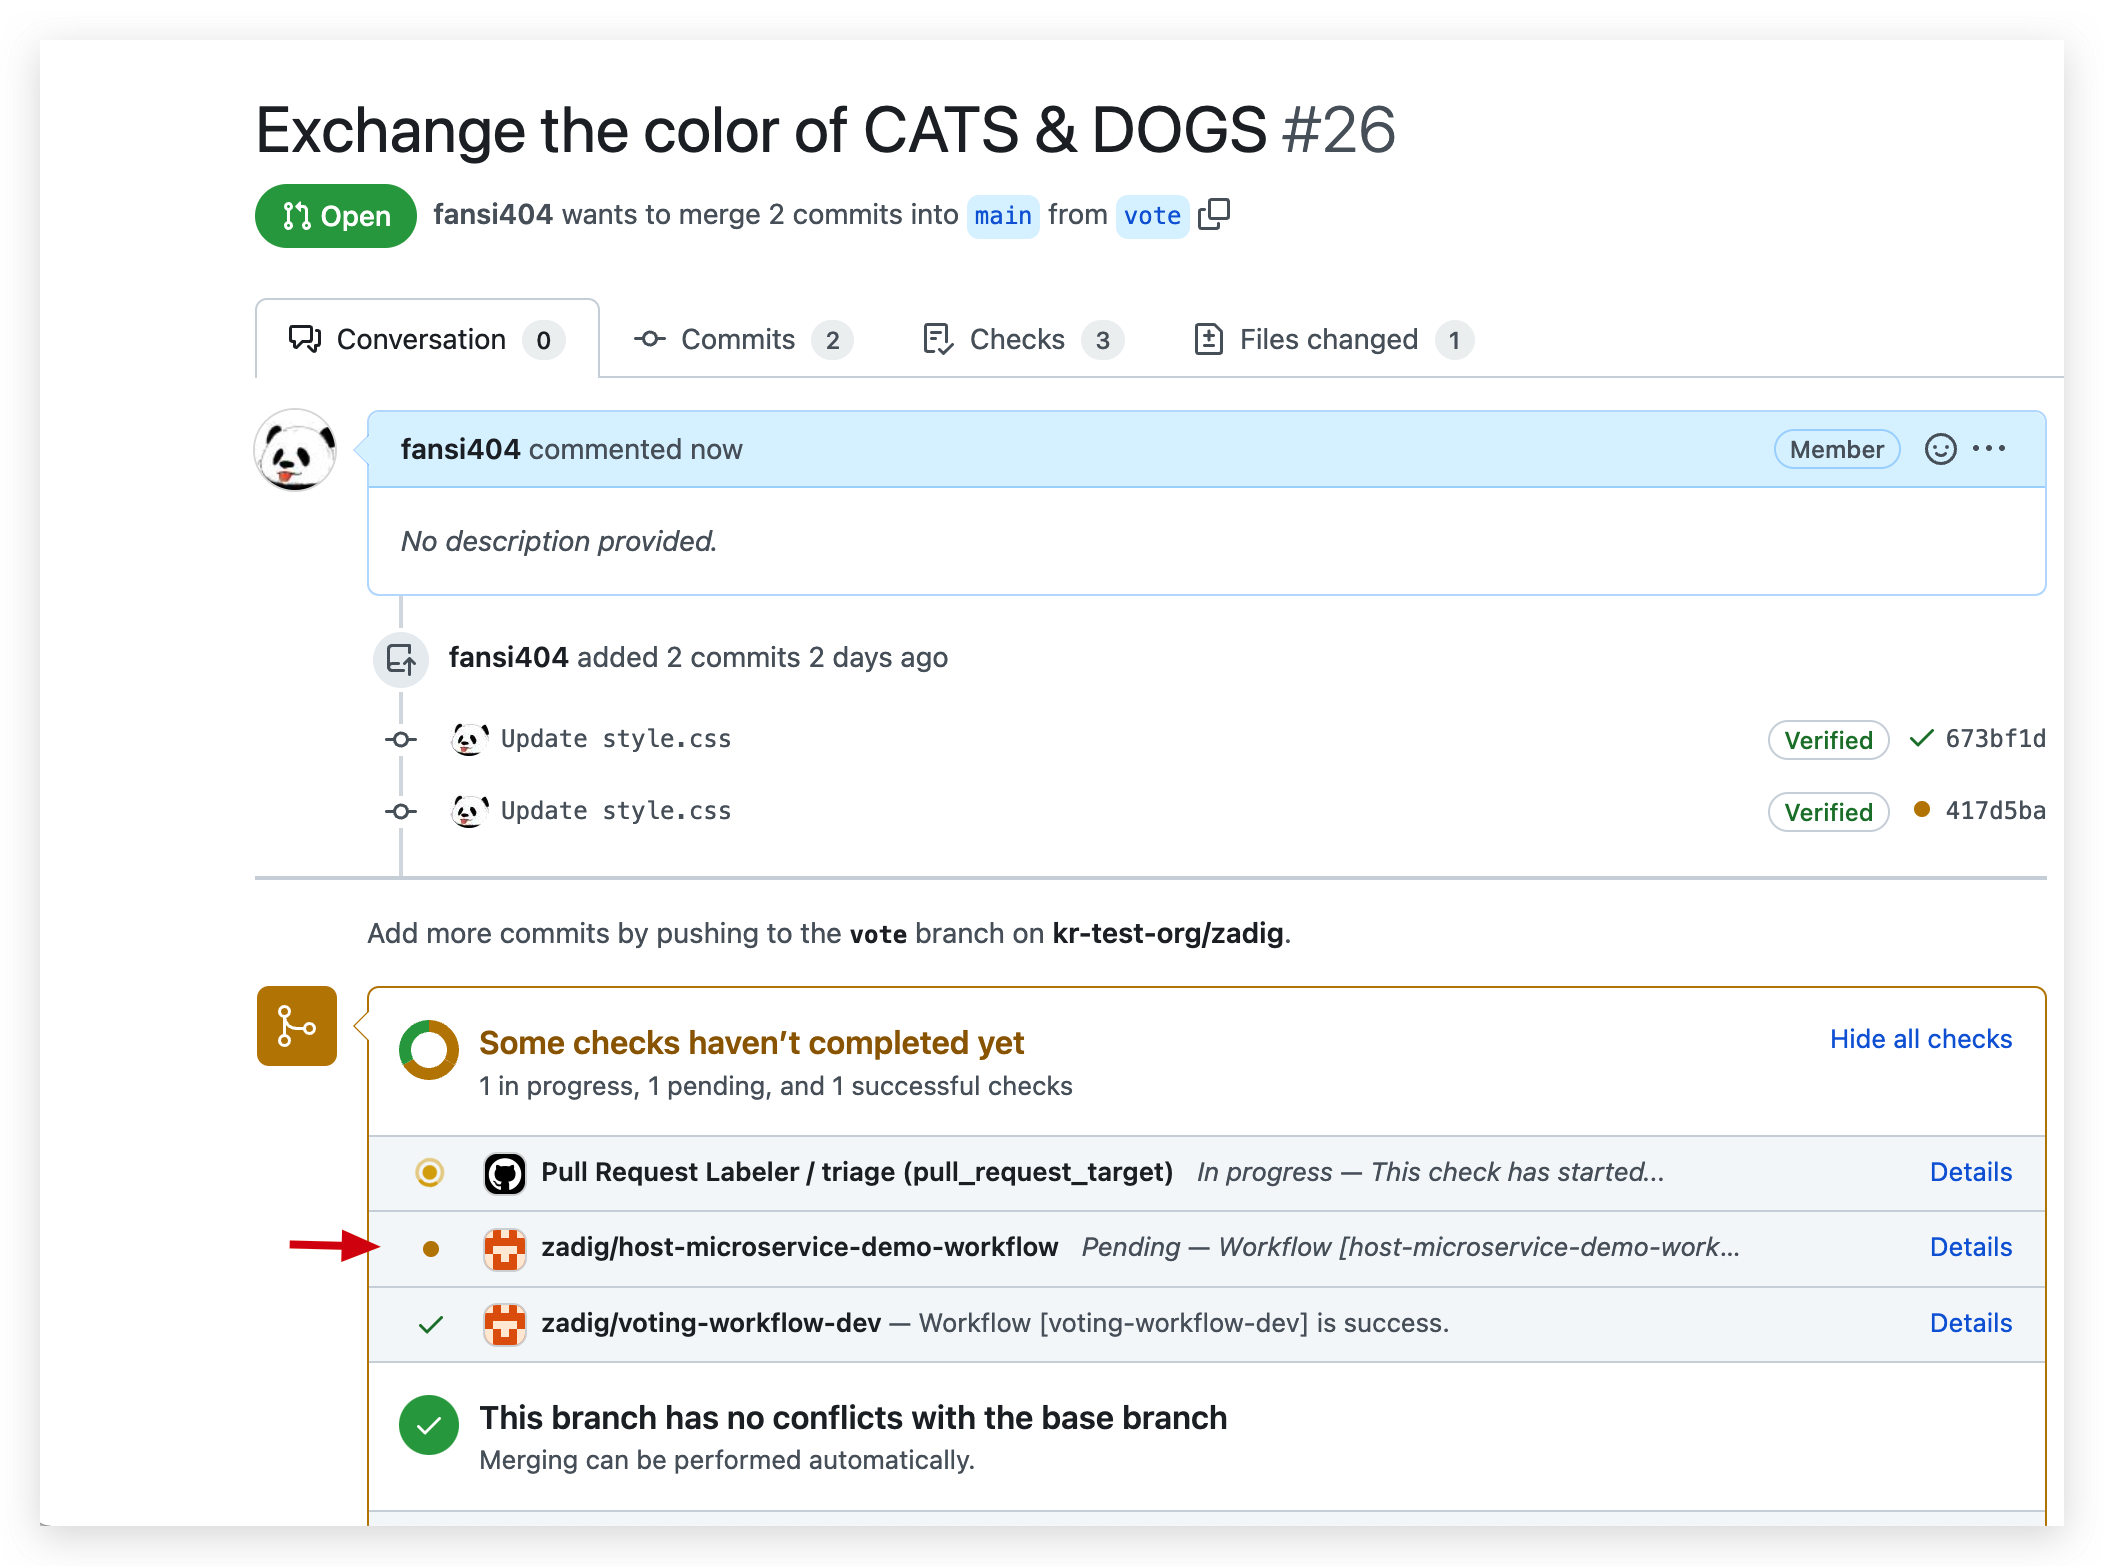 Exchange the color of CATS & DOGS #26
Open fansi404 wants to merge 2 commits into main from vote
Conversation 0 Commits 2 Checks 3 Files changed 1
fansi404 commented now Member
No description provided.
fansi404 added 2 commits 2 days ago
Update style.css Verified 673bf1d
Update style.css Verified 417d5ba
Add more commits by pushing to the vote branch on kr-test-org/zadig.
Some checks haven’t completed yet Hide all checks
1 in progress, 1 pending, and 1 successful checks
Pull Request Labeler / triage (pull_request_target) In progress — This check has started... Details
zadig/host-microservice-demo-workflow Pending — Workflow [host-microservice-demo-work... Details
zadig/voting-workflow-dev — Workflow [voting-workflow-dev] is success. Details
This branch has no conflicts with the base branch
Merging can be performed automatically.